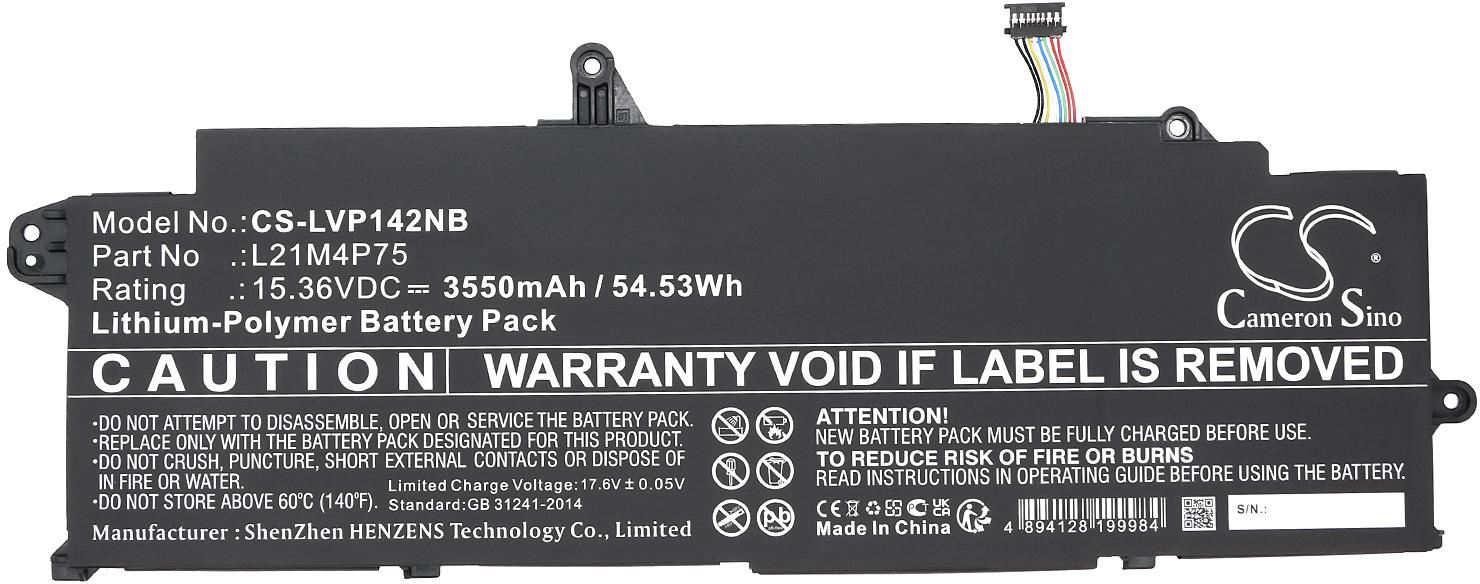 Model No.: CS-LVP142NB
Part No .: L21M4P75
Rating .: 15.36VDC⎓ 3550mAh / 54.53Wh
Lithium-Polymer Battery Pack
Cameron Sino
®
CAUTION WARRANTY VOID IF LABEL IS REMOVED
•DO NOT ATTEMPT TO DISASSEMBLE, OPEN OR SERVICE THE BATTERY PACK.
•REPLACE ONLY WITH THE BATTERY PACK DESIGNATED FOR THIS PRODUCT.
•DO NOT CRUSH, PUNCTURE, SHORT EXTERNAL CONTACTS OR DISPOSE OF
IN FIRE OR WATER.
Limited Charge Voltage: 17.6V ± 0.05V
•DO NOT STORE ABOVE 60℃ (140℉).
Standard: GB 31241-2014
Manufacturer : ShenZhen HENZENS Technology Co., Limited
Pb
ATTENTION!
NEW BATTERY PACK MUST BE FULLY CHARGED BEFORE USE.
TO REDUCE RISK OF FIRE OR BURNS
READ INSTRUCTIONS IN OPERATING GUIDE BEFORE USING THE BATTERY.
CE
EAC
UK CA
Made In China
4 894128 199984
S/N.: